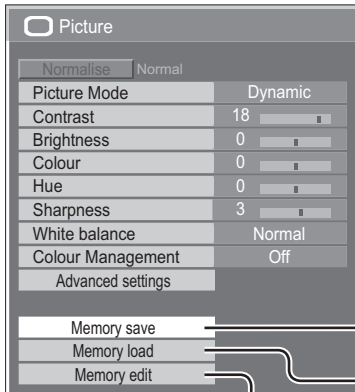 Picture
Normalise Normal
Picture Mode Dynamic
Contrast 18
Brightness 0
Colour 0
Hue 0
Sharpness 3
White balance Normal
Colour Management Off
Advanced settings
Memory save
Memory load
Memory edit